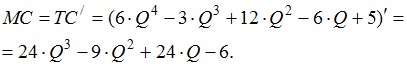 MC = TC′ = (6·Q⁴ − 3·Q³ + 12·Q² − 6·Q + 5)′ =
= 24·Q³ − 9·Q² + 24·Q − 6.